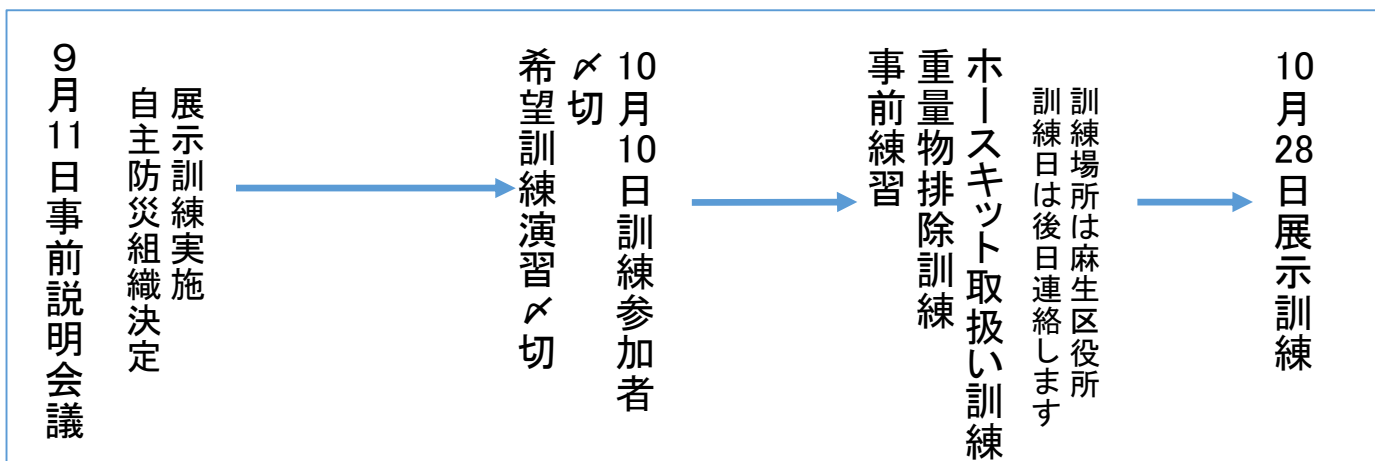 ９月11日事前説明会議
展示訓練実施
自主防災組織決定
10月10日訓練参加者
〆切
希望訓練演習〆切
ホースキット取扱い訓練
重量物排除訓練
事前練習
訓練場所は麻生区役所
訓練日は後日連絡します
10月28日展示訓練